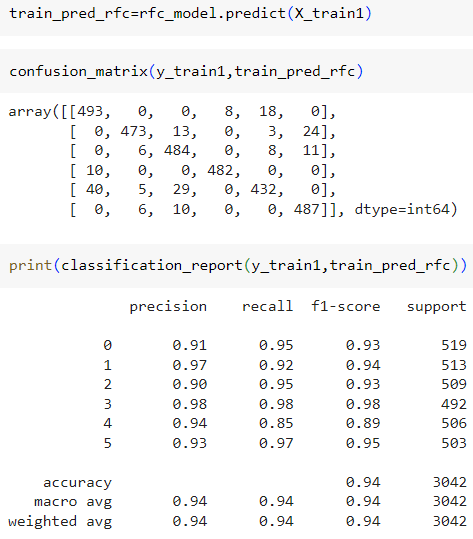 train_pred_rfc=rfc_model.predict(X_train1)
confusion_matrix(y_train1,train_pred_rfc)
array([[493,   0,   0,   8,  18,   0],
       [  0, 473,  13,   0,   3,  24],
       [  0,   6, 484,   0,   8,  11],
       [ 10,   0,   0, 482,   0,   0],
       [ 40,   5,  29,   0, 432,   0],
       [  0,   6,  10,   0,   0, 487]], dtype=int64)
print(classification_report(y_train1,train_pred_rfc))
              precision    recall  f1-score   support
           0       0.91      0.95      0.93       519
           1       0.97      0.92      0.94       513
           2       0.90      0.95      0.93       509
           3       0.98      0.98      0.98       492
           4       0.94      0.85      0.89       506
           5       0.93      0.97      0.95       503
    accuracy                           0.94      3042
   macro avg       0.94      0.94      0.94      3042
weighted avg       0.94      0.94      0.94      3042